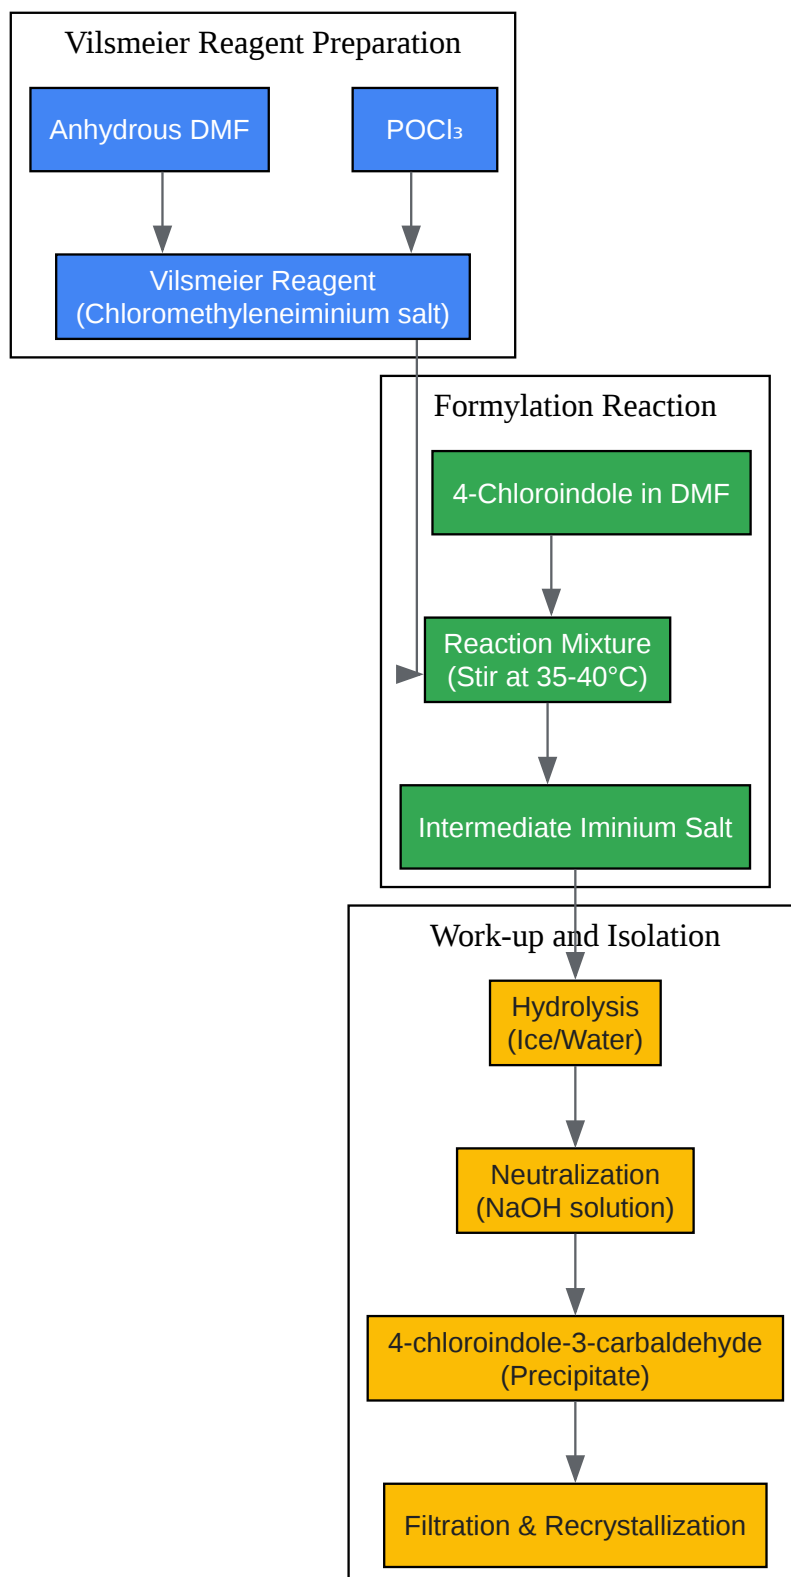 Vilsmeier Reagent Preparation
Anhydrous DMF
POCl₃
Vilsmeier Reagent
(Chloromethyleneiminium salt)
Formylation Reaction
4-Chloroindole in DMF
Reaction Mixture
(Stir at 35-40°C)
Intermediate Iminium Salt
Work-up and Isolation
Hydrolysis
(Ice/Water)
Neutralization
(NaOH solution)
4-chloroindole-3-carbaldehyde
(Precipitate)
Filtration & Recrystallization